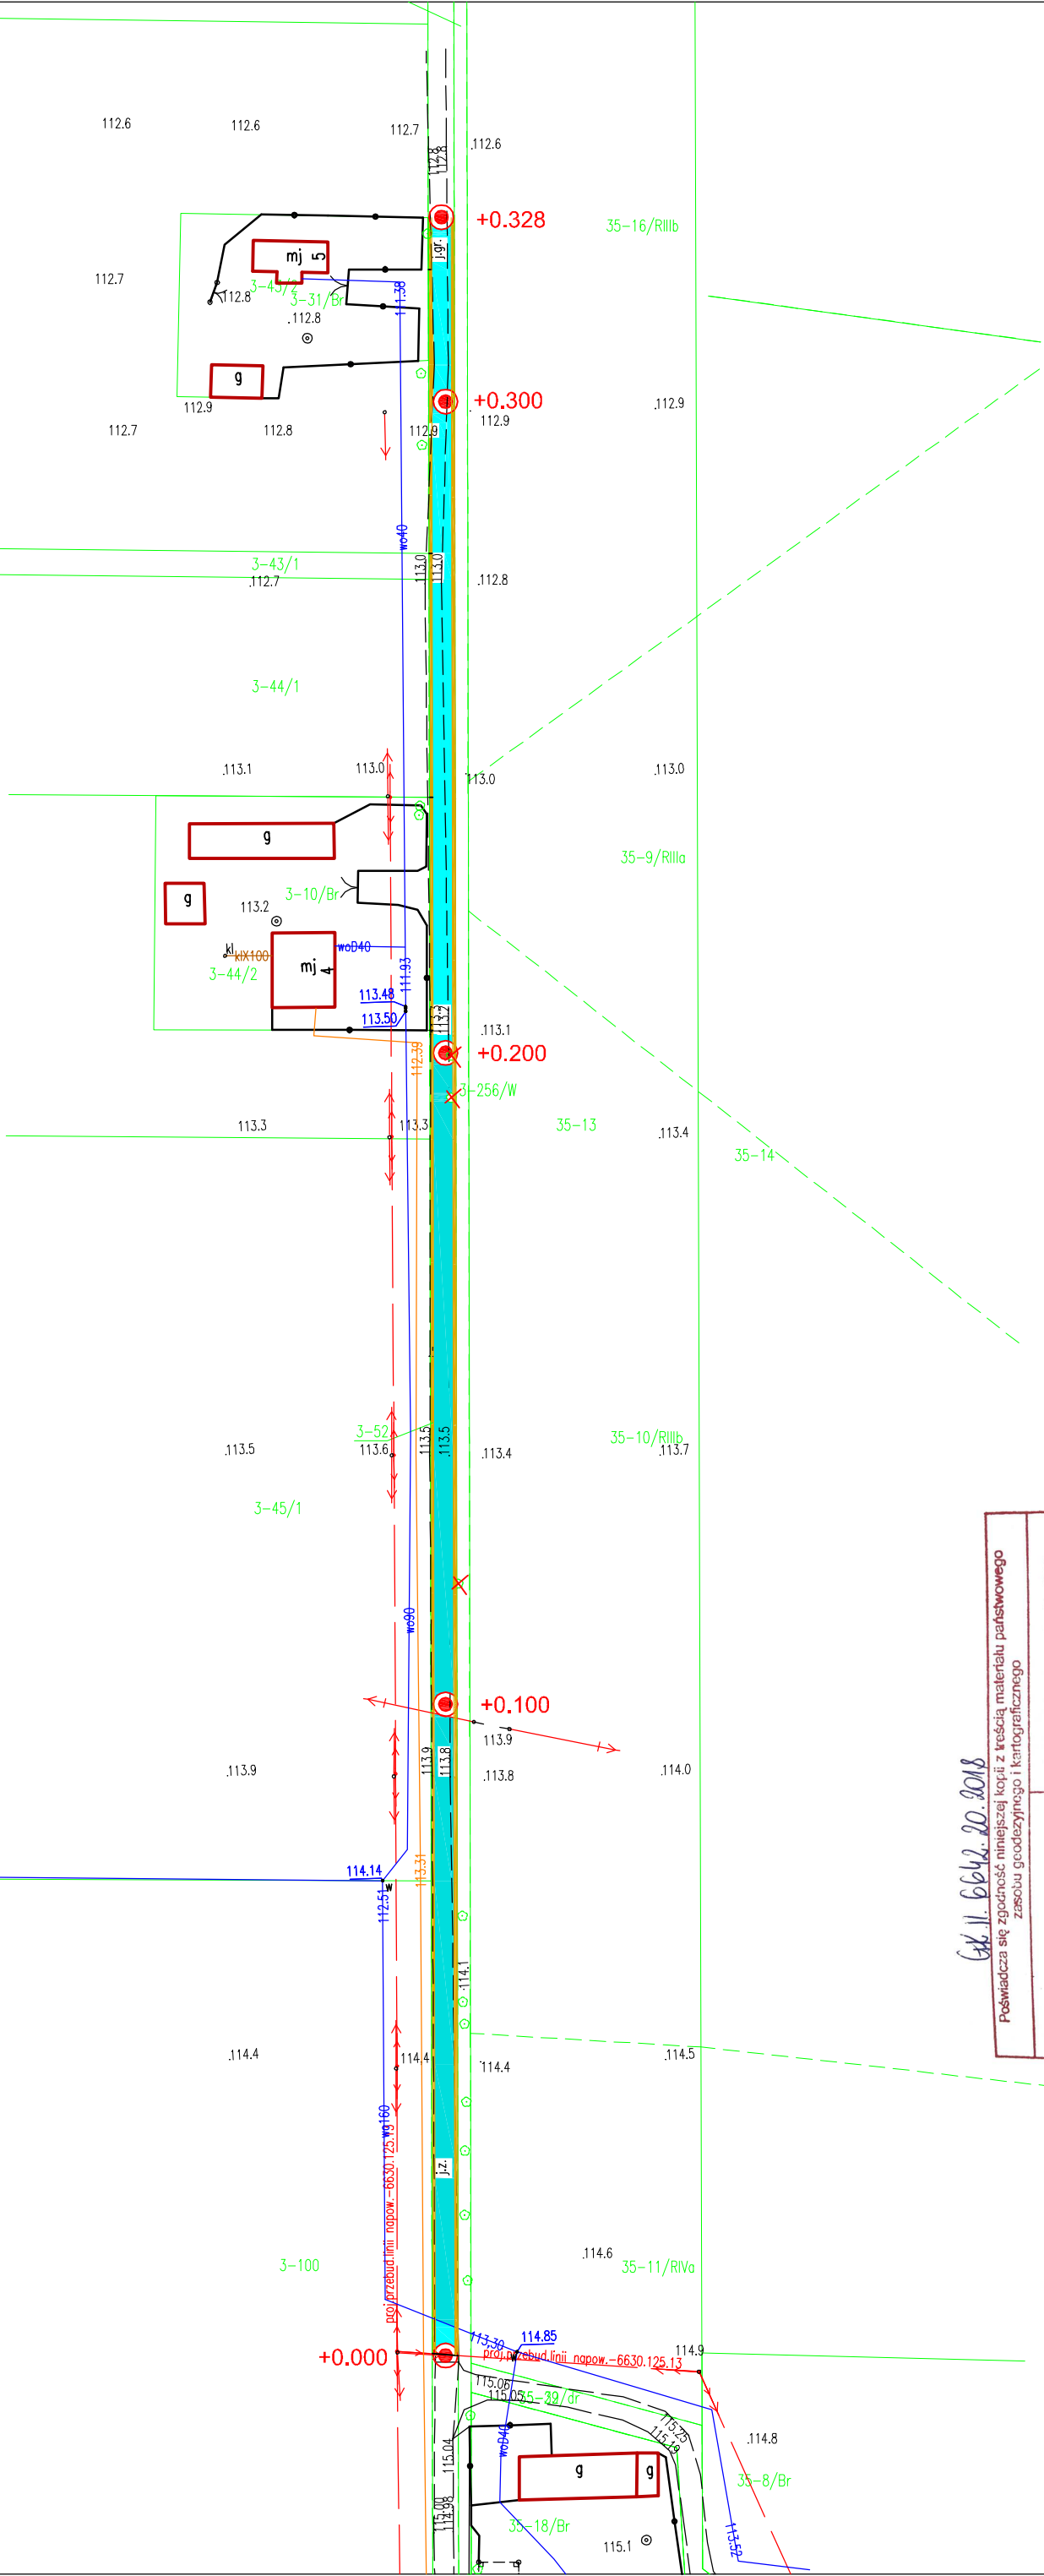 112.6
112.6
112.7
112.8
112.8
.112.6
+0.328
35-16/RIIIb
j.gr.
mj 5
112.7
3-45/2
3-31/Br
112.8
.112.8
111.38
g
+0.300
.112.9
112.9
112.7
112.8
112.9
112.9
wo40
3-43/1
.112.7
113.0
113.0
.112.8
3-44/1
.113.1
113.0
113.0
.113.0
g
35-9/RIIIa
g
3-10/Br
113.2
kl
klX100
woD40
mj 4
3-44/2
111.93
113.48
113.50
113.2
.113.1
+0.200
112.39
3-256/W
113.3
113.3
35-13
.113.4
35-14
3-52
113.5
.113.5
35-10/RIIIb
.113.5
113.6
.113.4
.113.7
3-45/1
wo90
+0.100
113.9
113.9
113.8
.113.9
.113.8
.114.0
114.14
w
112.51
113.31
.114.1
.114.4
114.4
.114.4
.114.5
wo160
proj.przebud.linii napow.-6630.125.13
j.z.
3-100
.114.6
35-11/RIVa
+0.000
113.30
114.85
w
proj.przebud.linii napow.-6630.125.13
114.9
115.06
115.05
115.25
115.19
115.04
woD40
.114.8
g
g
35-8/Br
115.00
114.98
35-18/Br
115.1
113.52
GK.II.6642.20.2018
Poświadcza się zgodność niniejszej kopii z treścią materiału państwowego
zasobu geodezyjnego i kartograficznego